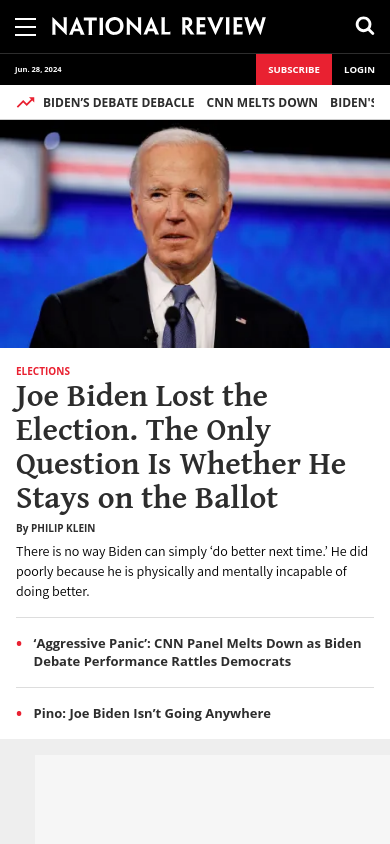 NATIONAL REVIEW
Jun. 28, 2024
SUBSCRIBE
LOGIN
BIDEN’S DEBATE DEBACLE CNN MELTS DOWN BIDEN'S
ELECTIONS
Joe Biden Lost the
Election. The Only
Question Is Whether He
Stays on the Ballot
By PHILIP KLEIN
There is no way Biden can simply ‘do better next time.’ He did
poorly because he is physically and mentally incapable of
doing better.
‘Aggressive Panic’: CNN Panel Melts Down as Biden
Debate Performance Rattles Democrats
Pino: Joe Biden Isn’t Going Anywhere